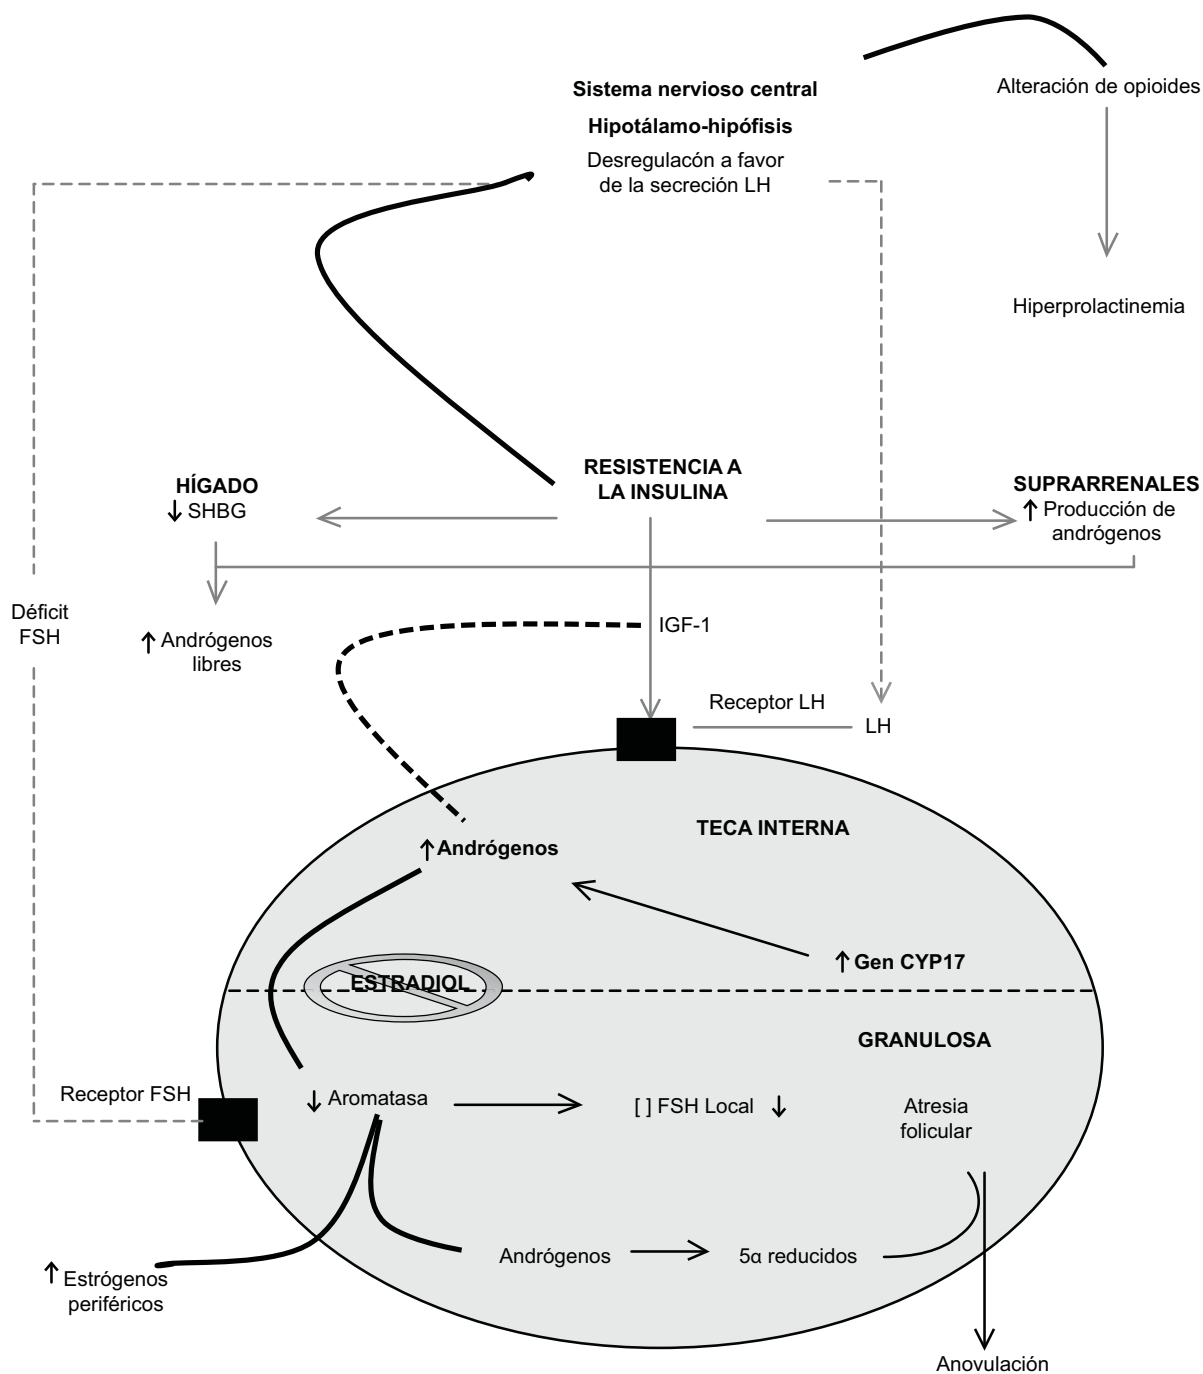 Sistema nervioso central
Alteración de opioides
Hipotálamo-hipófisis
Desregulacón a favor
de la secreción LH
Hiperprolactinemia
RESISTENCIA A
LA INSULINA
HÍGADO
↓ SHBG
SUPRARRENALES
↑ Producción de
andrógenos
Déficit
FSH
↑ Andrógenos
libres
IGF-1
Receptor LH
LH
TECA INTERNA
↑ Andrógenos
↑ Gen CYP17
ESTRADIOL
GRANULOSA
Receptor FSH
↓ Aromatasa
[ ] FSH Local ↓
Atresia
folicular
Andrógenos
5α reducidos
↑ Estrógenos
periféricos
Anovulación